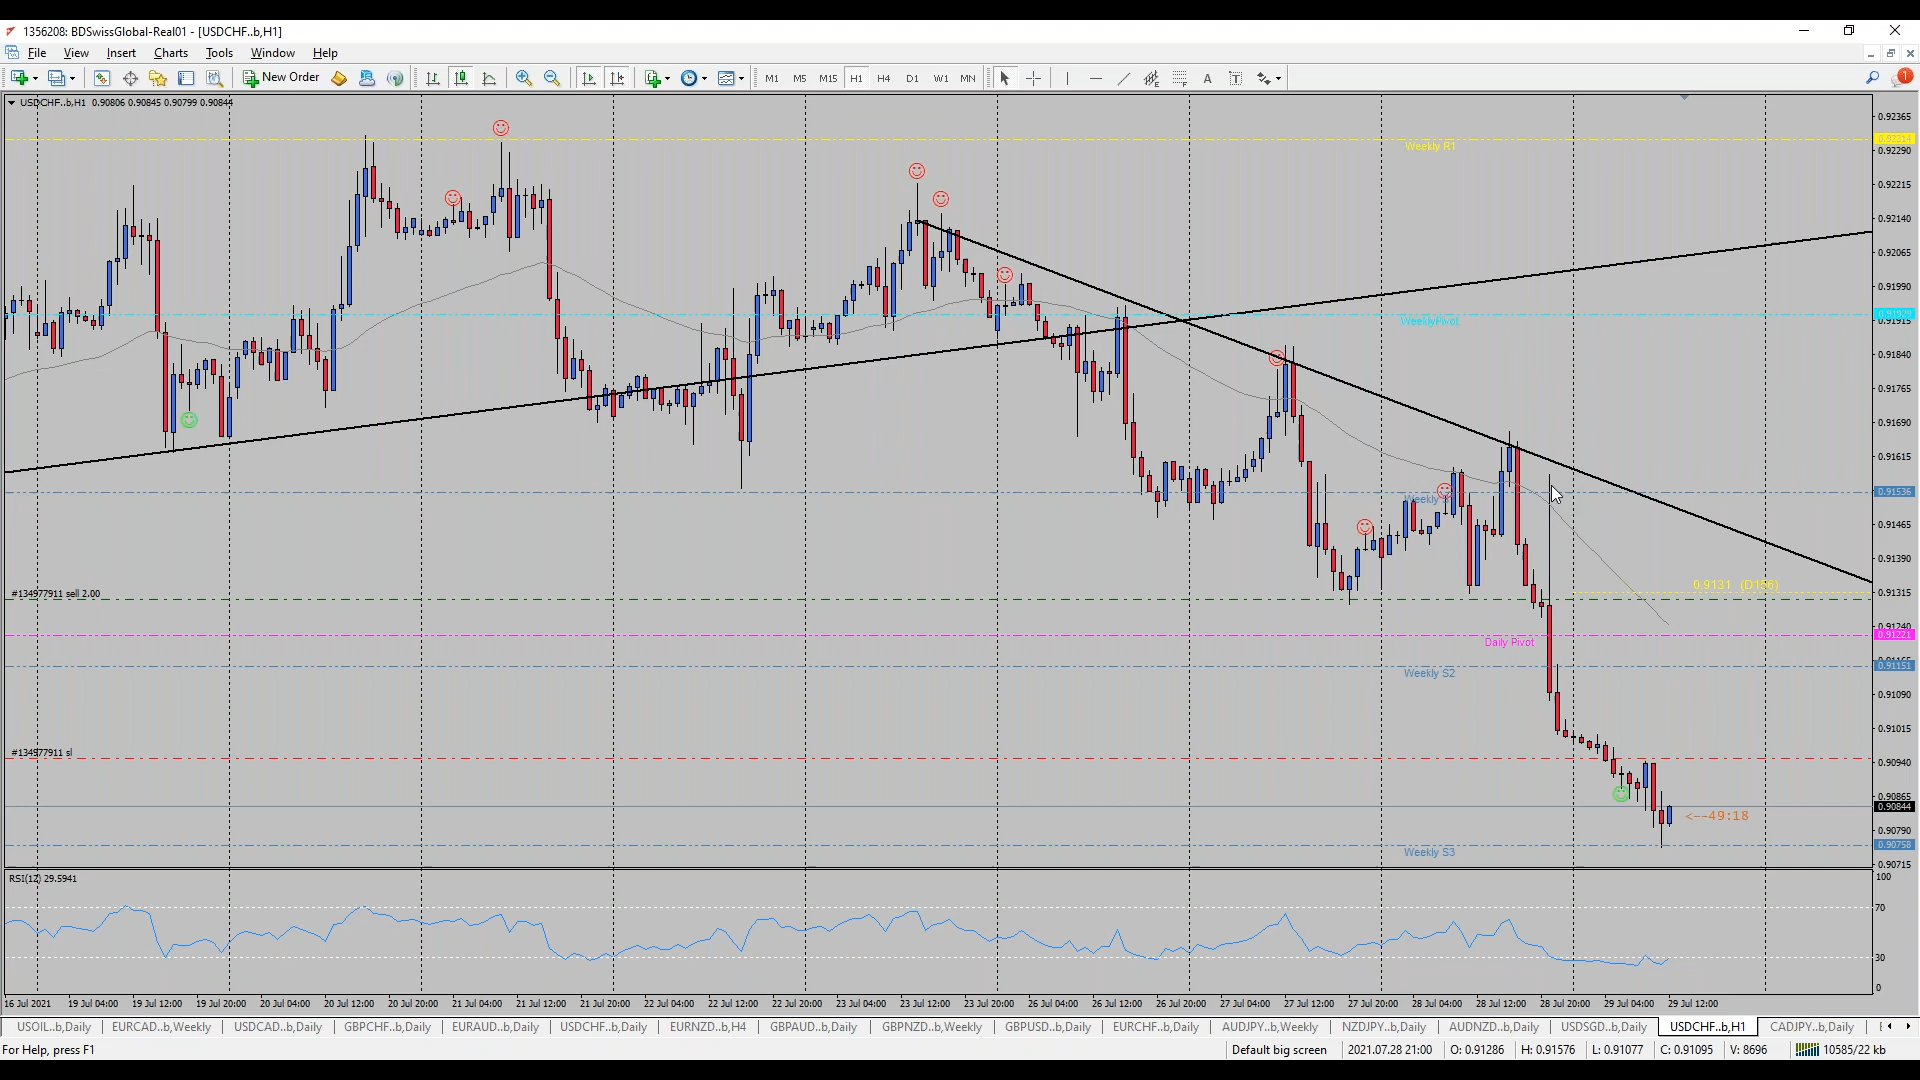 1356208: BDSwissGlobal-Real01 - [USDCHF..b,H1]
File View Insert Charts Tools Window Help
New Order M1 M5 M15 H1 H4 D1 W1 MN A T 1
USDCHF..b,H1 0.90806 0.90845 0.90799 0.90844
0.92365
Weekly R1
0.92290
0.92215
0.92140
0.92065
0.91990
WeeklyPivot
0.91929
0.91915
0.91840
0.91765
0.91690
0.91615
Weekly
0.91536
0.91465
0.91390
0.9131 (D156)
#134977911 sell 2.00
0.91315
0.91240
Daily Pivot
0.91221
0.91151
Weekly S2
0.91090
0.91015
#134977911 sl
0.90940
0.90865
0.90844
<--49:18
0.90790
Weekly S3
0.90758
0.90715
RSI(12) 29.5941
100
70
30
0
16 Jul 2021 19 Jul 04:00 19 Jul 12:00 19 Jul 20:00 20 Jul 04:00 20 Jul 12:00 20 Jul 20:00 21 Jul 04:00 21 Jul 12:00 21 Jul 20:00 22 Jul 04:00 22 Jul 12:00 22 Jul 20:00 23 Jul 04:00 23 Jul 12:00 23 Jul 20:00 26 Jul 04:00 26 Jul 12:00 26 Jul 20:00 27 Jul 04:00 27 Jul 12:00 27 Jul 20:00 28 Jul 04:00 28 Jul 12:00 28 Jul 20:00 29 Jul 04:00 29 Jul 12:00
USOIL..b,Daily EURCAD..b,Weekly USDCAD..b,Daily GBPCHF..b,Daily EURAUD..b,Daily USDCHF..b,Daily EURNZD..b,H4 GBPAUD..b,Daily GBPNZD..b,Weekly GBPUSD..b,Daily EURCHF..b,Daily AUDJPY..b,Weekly NZDJPY..b,Daily AUDNZD..b,Daily USDSGD..b,Daily USDCHF..b,H1 CADJPY..b,Daily
For Help, press F1 Default big screen 2021.07.28 21:00 O: 0.91286 H: 0.91576 L: 0.91077 C: 0.91095 V: 8696 10585/22 kb